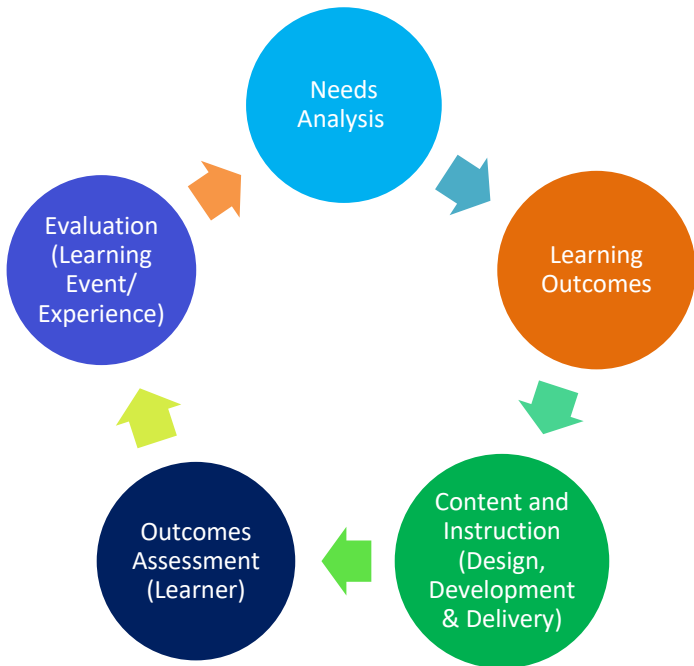 Needs
Analysis
Learning
Outcomes
Content and
Instruction
(Design,
Development
& Delivery)
Outcomes
Assessment
(Learner)
Evaluation
(Learning
Event/
Experience)